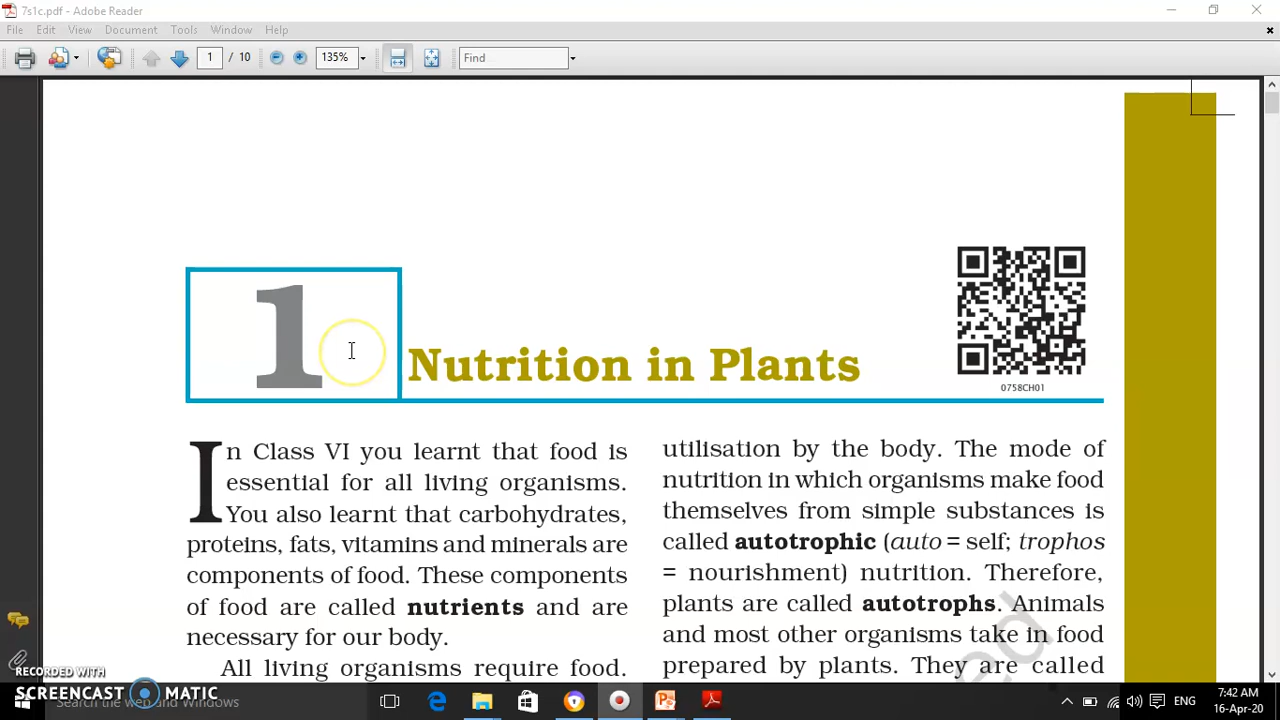 7s1c.pdf - Adobe Reader
File Edit View Document Tools Window Help
1 / 10 135% Find
1
Nutrition in Plants
0758CH01
In Class VI you learnt that food is
essential for all living organisms.
You also learnt that carbohydrates,
proteins, fats, vitamins and minerals are
components of food. These components
of food are called nutrients and are
necessary for our body.
All living organisms require food.
utilisation by the body. The mode of
nutrition in which organisms make food
themselves from simple substances is
called autotrophic (auto = self; trophos
= nourishment) nutrition. Therefore,
plants are called autotrophs. Animals
and most other organisms take in food
prepared by plants. They are called
ed
RECORDED WITH
SCREENCAST MATIC
Search the web and Windows
ENG
7:42 AM
16-Apr-20